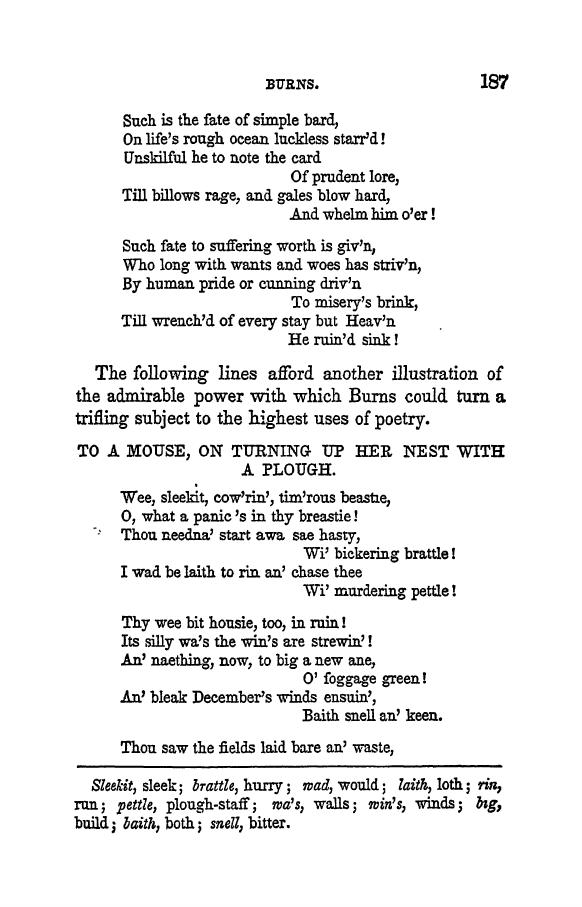 BURNS. 187
Such is the fate of simple bard,
On life's rough ocean luckless starr'd!
Unskilful he to note the card
Of prudent lore,
Till billows rage, and gales blow hard,
And whelm him o'er!
Such fate to suffering worth is giv'n,
Who long with wants and woes has striv'n,
By human pride or cunning driv'n
To misery's brink,
Till wrench'd of every stay but Heav'n
He ruin'd sink!
The following lines afford another illustration of
the admirable power with which Burns could turn a
trifling subject to the highest uses of poetry.
TO A MOUSE, ON TURNING UP HER NEST WITH
A PLOUGH.
Wee, sleekit, cow'rin', tim'rous beastie,
O, what a panic 's in thy breastie!
Thou needna' start awa sae hasty,
Wi' bickering brattle!
I wad be laith to rin an' chase thee
Wi' murdering pettle!
Thy wee bit housie, too, in ruin!
Its silly wa's the win's are strewin'!
An' naething, now, to big a new ane,
O' foggage green!
An' bleak December's winds ensuin',
Baith snell an' keen.
Thou saw the fields laid bare an' waste,
Sleekit, sleek; brattle, hurry; wad, would; laith, loth; rin,
run; pettle, plough-staff; wa's, walls; win's, winds; big,
build; baith, both; snell, bitter.